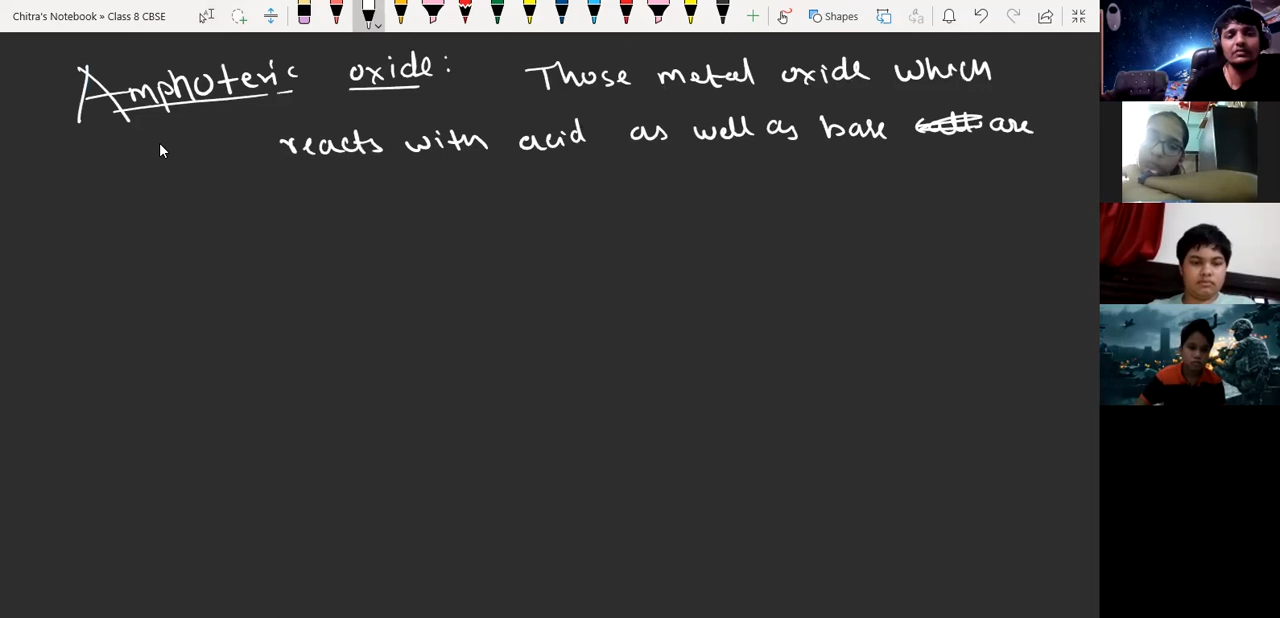 Chitra's Notebook » Class 8 CBSE
Shapes
Amphoteric oxide: Those metal oxide which
reacts with acid as well as base are